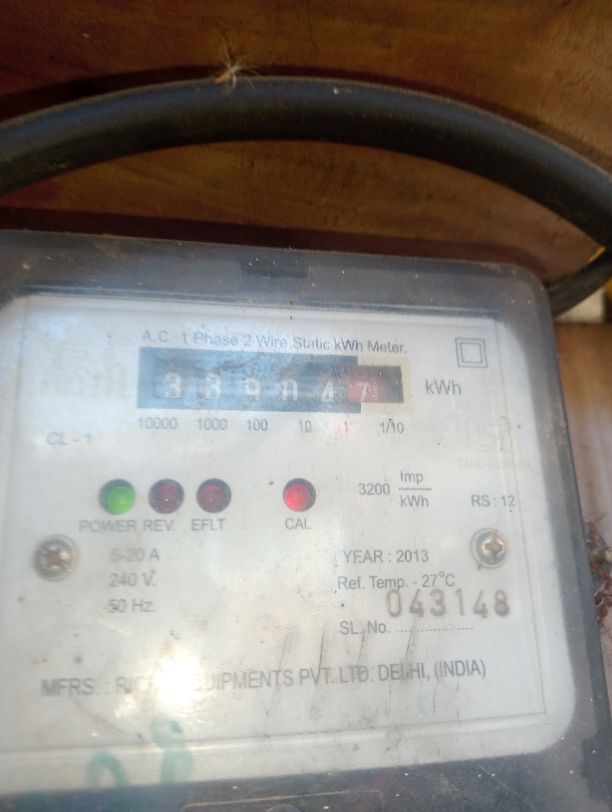 A.C. 1 Phase 2 Wire Static kWh Meter.
kWh
10000 1000 100 10 1 1/10
CL - 1
3200 Imp/kWh
RS : 12
POWER REV. EFLT CAL
5-20 A
240 V.
50 Hz.
YEAR : 2013
Ref. Temp. - 27°C
043148
SL. No. ....................
MFRS. : PVT. LTD. DELHI, (INDIA)